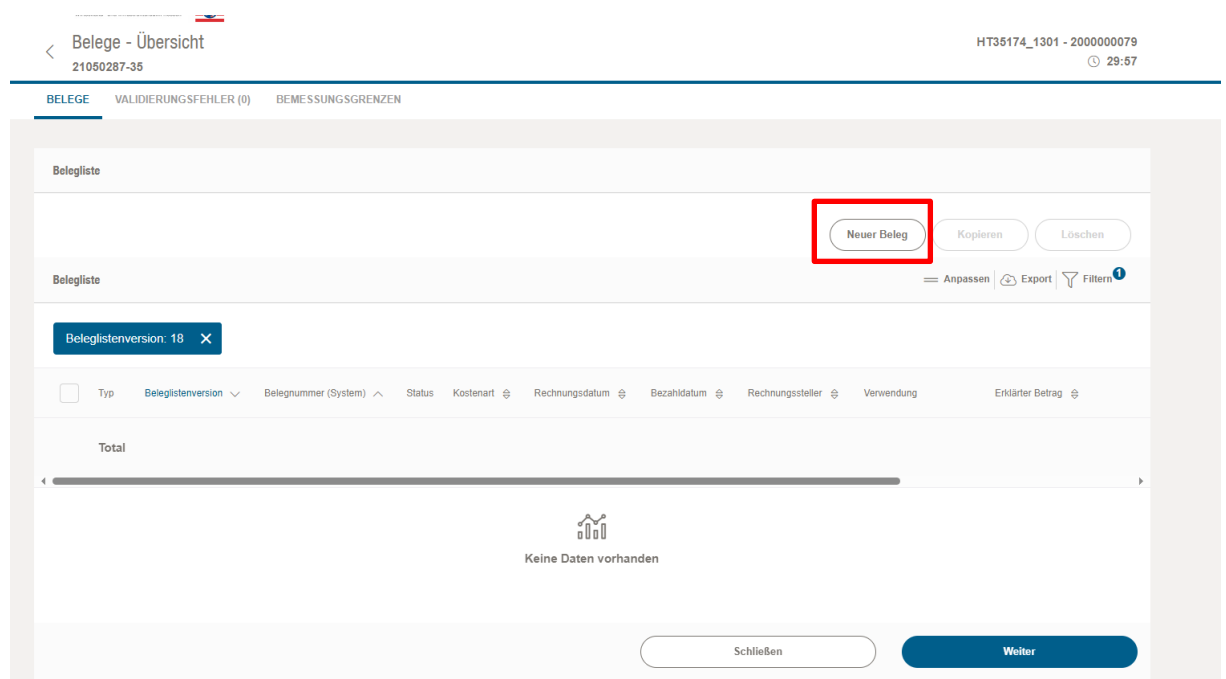 Belege - Übersicht
HT35174_1301 - 2000000079
21050287-35
29:57
BELEGE VALIDIERUNGSFEHLER (0) BEMESSUNGSGRENZEN
Belegliste
Neuer Beleg Kopieren Löschen
Belegliste
Anpassen Export Filtern 1
Beleglistenversion: 18
Typ Beleglistenversion Belegnummer (System) Status Kostenart Rechnungsdatum Bezahldatum Rechnungssteller Verwendung Erklärter Betrag
Total
Keine Daten vorhanden
Schließen Weiter